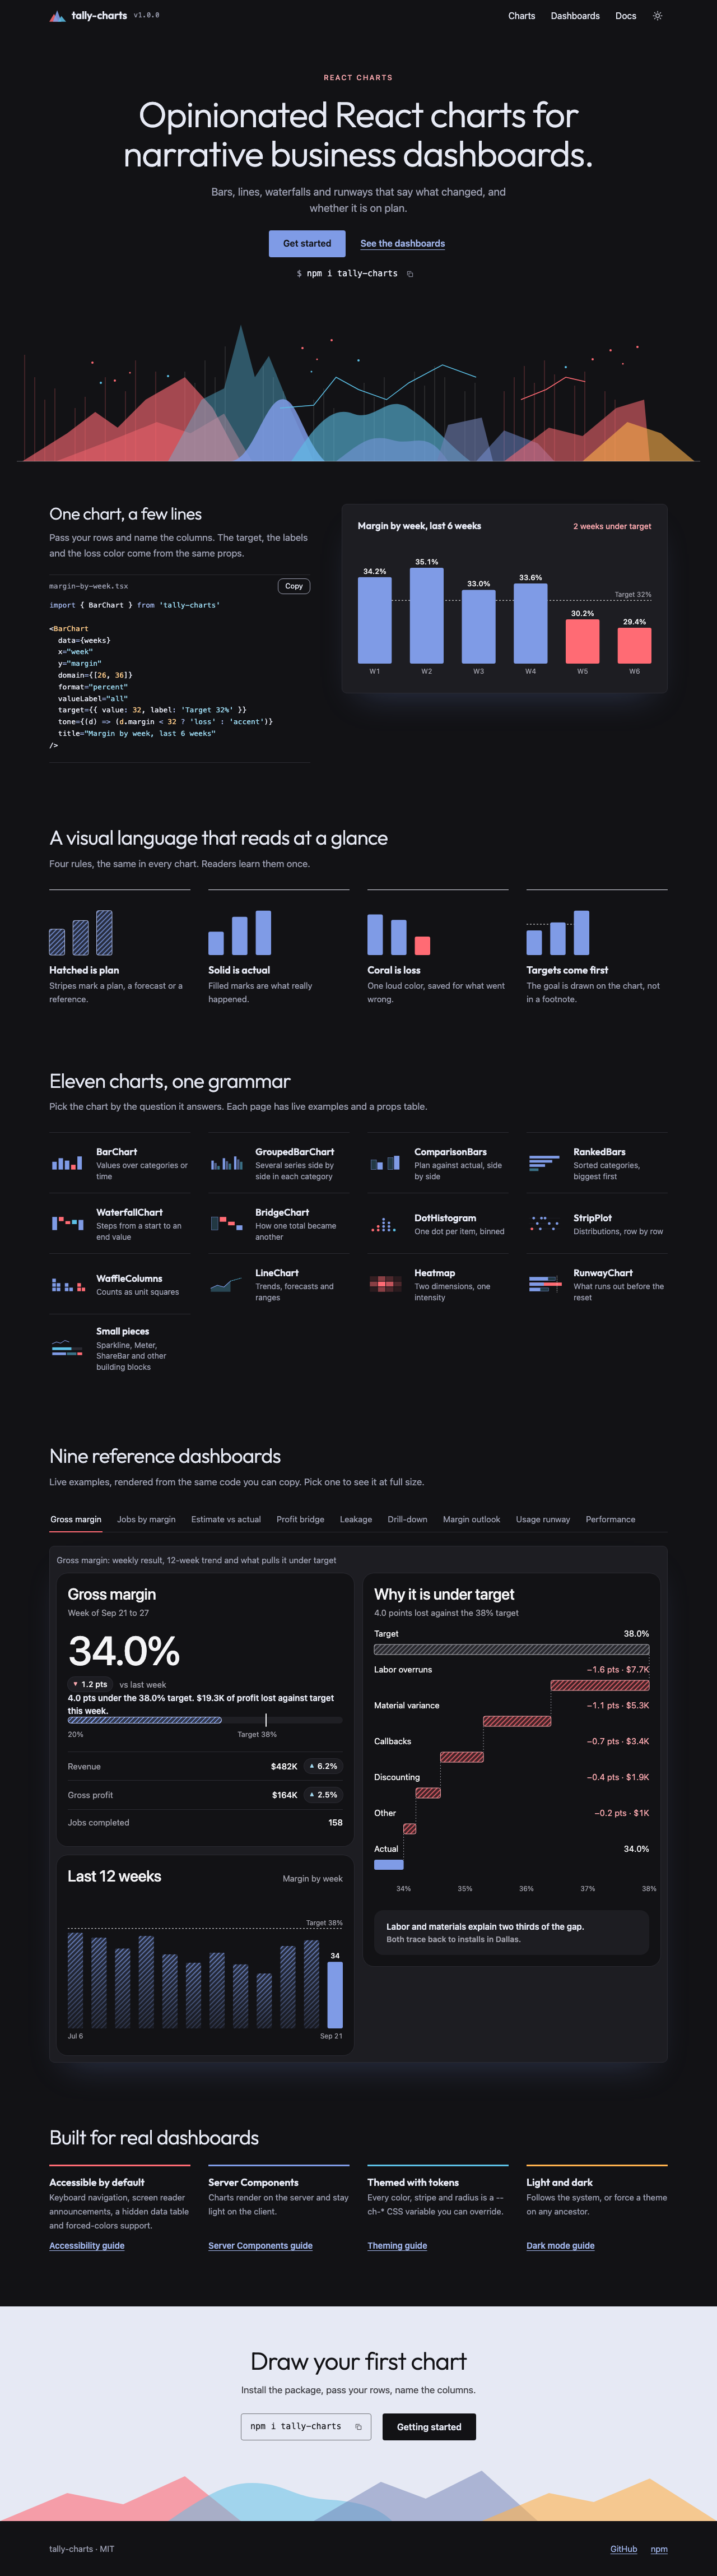 tally-charts v1.0.0
Charts
Dashboards
Docs
REACT CHARTS
Opinionated React charts for
narrative business dashboards.
Bars, lines, waterfalls and runways that say what changed, and
whether it is on plan.
Get started
See the dashboards
$ npm i tally-charts
One chart, a few lines
Pass your rows and name the columns. The target, the labels
and the loss color come from the same props.
margin-by-week.tsx
Copy
import { BarChart } from 'tally-charts'
<BarChart
data={weeks}
x="week"
y="margin"
domain={[26, 36]}
format="percent"
valueLabel="all"
target={{ value: 32, label: 'Target 32%' }}
tone={(d) => (d.margin < 32 ? 'loss' : 'accent')}
title="Margin by week, last 6 weeks"
/>
Margin by week, last 6 weeks
2 weeks under target
34.2%
35.1%
33.0%
33.6%
30.2%
29.4%
Target 32%
W1
W2
W3
W4
W5
W6
A visual language that reads at a glance
Four rules, the same in every chart. Readers learn them once.
Hatched is plan
Stripes mark a plan, a forecast or a
reference.
Solid is actual
Filled marks are what really
happened.
Coral is loss
One loud color, saved for what went
wrong.
Targets come first
The goal is drawn on the chart, not
in a footnote.
Eleven charts, one grammar
Pick the chart by the question it answers. Each page has live examples and a props table.
BarChart
Values over categories or
time
GroupedBarChart
Several series side by
side in each category
ComparisonBars
Plan against actual, side
by side
RankedBars
Sorted categories,
biggest first
WaterfallChart
Steps from a start to an
end value
BridgeChart
How one total became
another
DotHistogram
One dot per item, binned
StripPlot
Distributions, row by row
WaffleColumns
Counts as unit squares
LineChart
Trends, forecasts and
ranges
Heatmap
Two dimensions, one
intensity
RunwayChart
What runs out before the
reset
Small pieces
Sparkline, Meter,
ShareBar and other
building blocks
Nine reference dashboards
Live examples, rendered from the same code you can copy. Pick one to see it at full size.
Gross margin
Jobs by margin
Estimate vs actual
Profit bridge
Leakage
Drill-down
Margin outlook
Usage runway
Performance
Gross margin: weekly result, 12-week trend and what pulls it under target
Gross margin
Week of Sep 21 to 27
34.0%
▼ 1.2 pts vs last week
4.0 pts under the 38.0% target. $19.3K of profit lost against target
this week.
20%
Target 38%
Revenue $482K ▲ 6.2%
Gross profit $164K ▲ 2.5%
Jobs completed 158
Last 12 weeks
Margin by week
Target 38%
34
Jul 6
Sep 21
Why it is under target
4.0 points lost against the 38% target
Target 38.0%
Labor overruns −1.6 pts · $7.7K
Material variance −1.1 pts · $5.3K
Callbacks −0.7 pts · $3.4K
Discounting −0.4 pts · $1.9K
Other −0.2 pts · $1K
Actual 34.0%
34%
35%
36%
37%
38%
Labor and materials explain two thirds of the gap.
Both trace back to installs in Dallas.
Built for real dashboards
Accessible by default
Keyboard navigation, screen reader
announcements, a hidden data table
and forced-colors support.
Accessibility guide
Server Components
Charts render on the server and stay
light on the client.
Server Components guide
Themed with tokens
Every color, stripe and radius is a --
ch-* CSS variable you can override.
Theming guide
Light and dark
Follows the system, or force a theme
on any ancestor.
Dark mode guide
Draw your first chart
Install the package, pass your rows, name the columns.
npm i tally-charts
Getting started
tally-charts · MIT
GitHub
npm